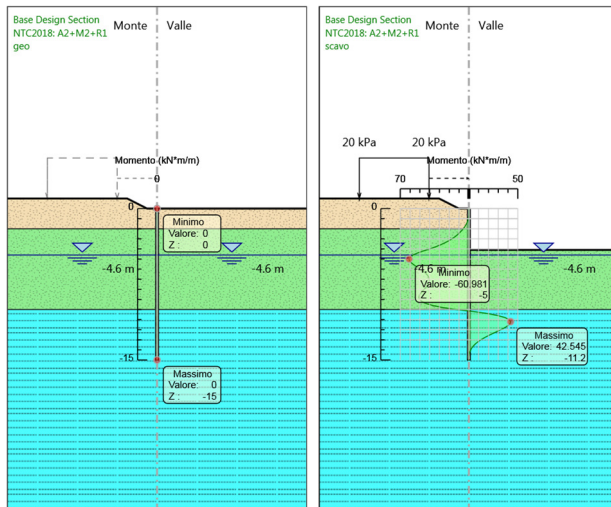 Base Design Section
NTC2018: A2+M2+R1
geo
Monte
Valle
Momento (kN*m/m)
0
0
Minimo
Valore: 0
Z : 0
-4.6 m
-4.6 m
-15
Massimo
Valore: 0
Z : -15
Base Design Section
NTC2018: A2+M2+R1
scavo
Monte
Valle
20 kPa
20 kPa
Momento (kN*m/m)
70
50
0
-4.6 m
-4.6 m
Minimo
Valore: -60.981
Z : -5
Massimo
Valore: 42.545
Z : -11.2
-15